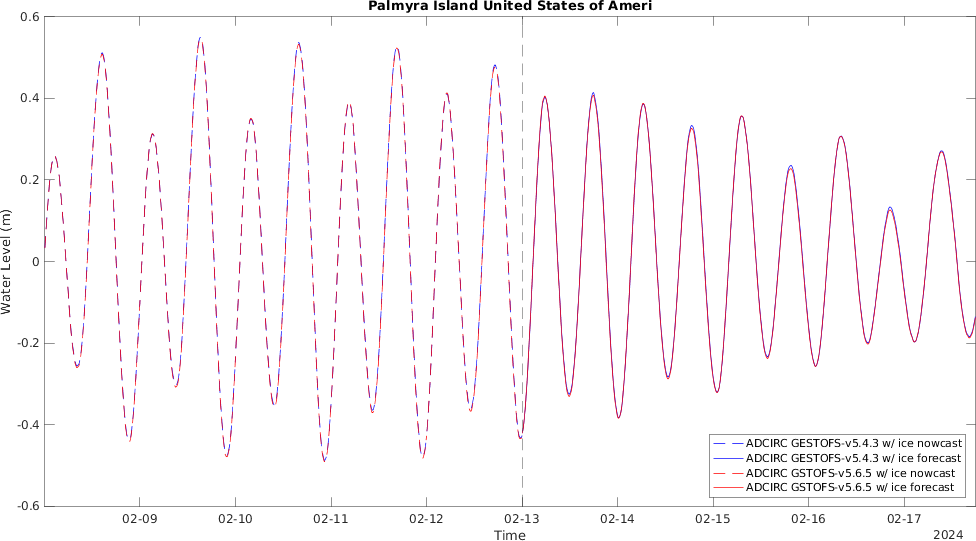 Palmyra Island United States of Ameri
Water Level (m)
0.6
0.4
0.2
0
-0.2
-0.4
-0.6
ADCIRC GESTOFS-v5.4.3 w/ ice nowcast
ADCIRC GESTOFS-v5.4.3 w/ ice forecast
ADCIRC GSTOFS-v5.6.5 w/ ice nowcast
ADCIRC GSTOFS-v5.6.5 w/ ice forecast
02-09 02-10 02-11 02-12 02-13 02-14 02-15 02-16 02-17
Time
2024